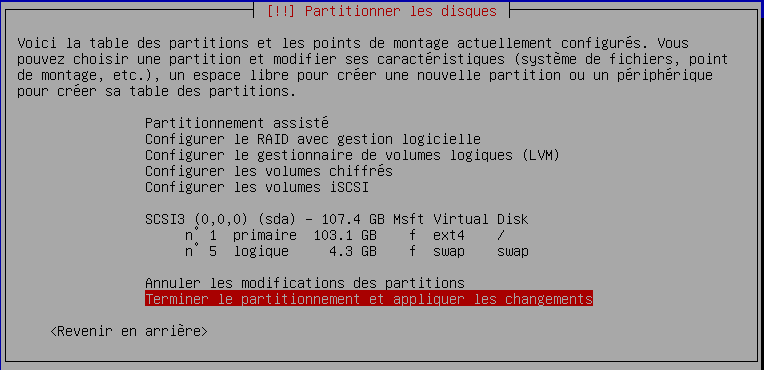 [!!] Partitionner les disques
Voici la table des partitions et les points de montage actuellement configurés. Vous
pouvez choisir une partition et modifier ses caractéristiques (système de fichiers, point
de montage, etc.), un espace libre pour créer une nouvelle partition ou un périphérique
pour créer sa table des partitions.
Partitionnement assisté
Configurer le RAID avec gestion logicielle
Configurer le gestionnaire de volumes logiques (LVM)
Configurer les volumes chiffrés
Configurer les volumes iSCSI
SCSI3 (0,0,0) (sda) - 107.4 GB Msft Virtual Disk
n° 1 primaire 103.1 GB f ext4 /
n° 5 logique 4.3 GB f swap swap
Annuler les modifications des partitions
Terminer le partitionnement et appliquer les changements
<Revenir en arrière>